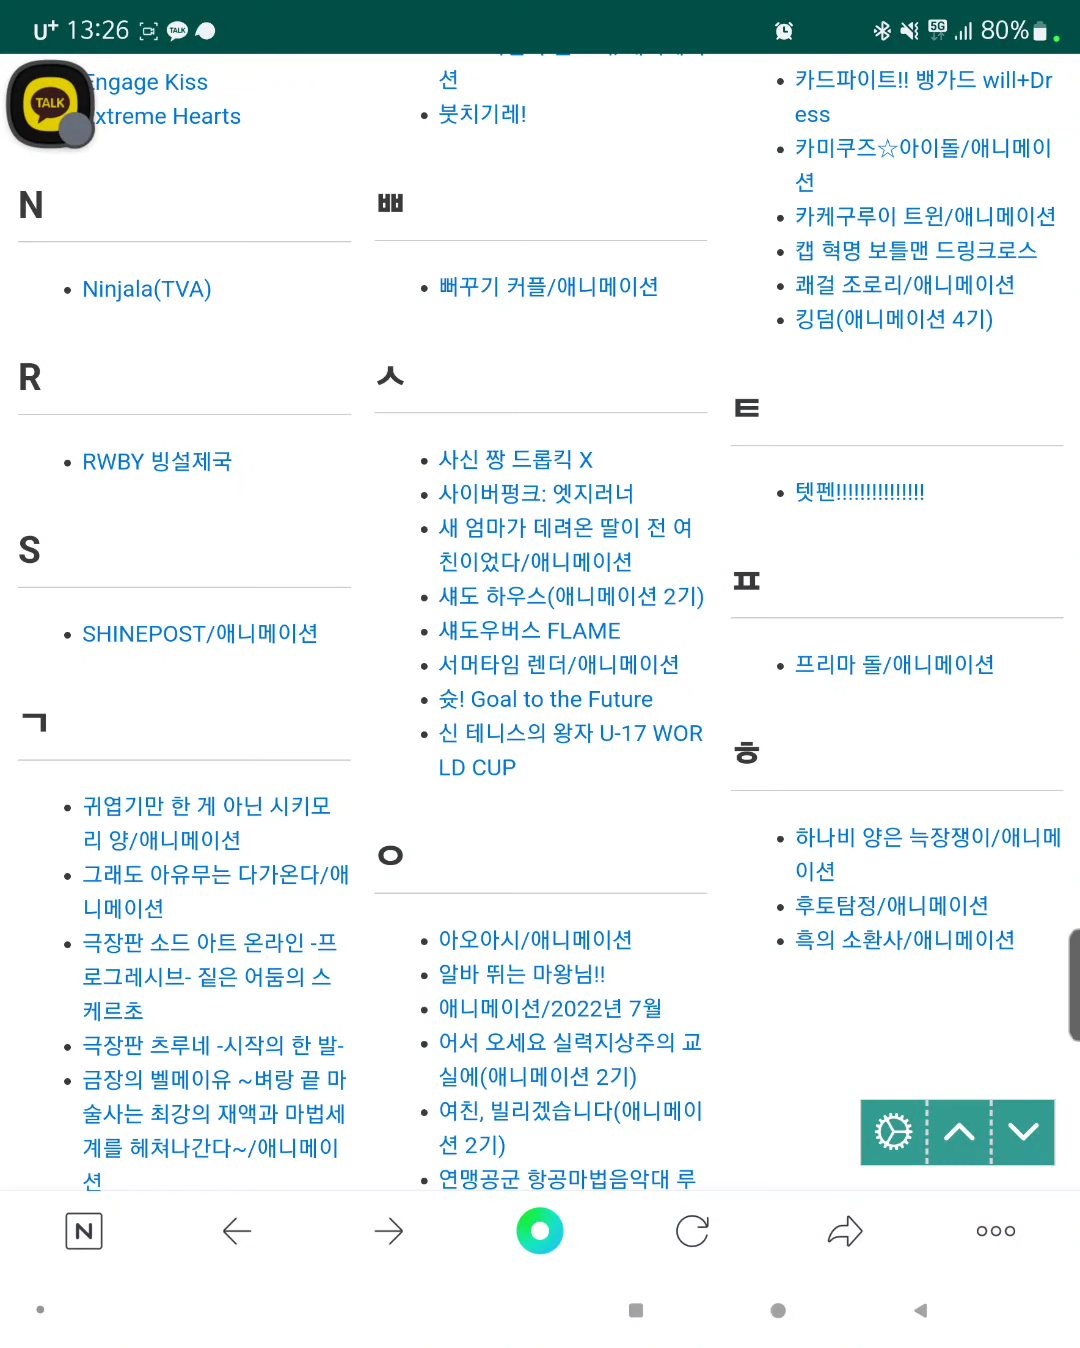 U+ 13:26 TALK 5G 80%
TALK
Engage Kiss
xtreme Hearts
N
Ninjala(TVA)
R
RWBY 빙설제국
S
SHINEPOST/애니메이션
ㄱ
귀엽기만 한 게 아닌 시키모
리 양/애니메이션
그래도 아유무는 다가온다/애
니메이션
극장판 소드 아트 온라인 -프
로그레시브- 짙은 어둠의 스
케르초
극장판 츠루네 -시작의 한 발-
금장의 벨메이유 ~벼랑 끝 마
술사는 최강의 재액과 마법세
계를 헤쳐나간다~/애니메이
션
션
붓치기레!
ㅃ
뻐꾸기 커플/애니메이션
ㅅ
사신 짱 드롭킥 X
사이버펑크: 엣지러너
새 엄마가 데려온 딸이 전 여
친이었다/애니메이션
섀도 하우스(애니메이션 2기)
섀도우버스 FLAME
서머타임 렌더/애니메이션
슛! Goal to the Future
신 테니스의 왕자 U-17 WOR
LD CUP
ㅇ
아오아시/애니메이션
알바 뛰는 마왕님!!
애니메이션/2022년 7월
어서 오세요 실력지상주의 교
실에(애니메이션 2기)
여친, 빌리겠습니다(애니메이
션 2기)
연맹공군 항공마법음악대 루
카드파이트!! 뱅가드 will+Dr
ess
카미쿠즈☆아이돌/애니메이
션
카케구루이 트윈/애니메이션
캡 혁명 보틀맨 드링크로스
쾌걸 조로리/애니메이션
킹덤(애니메이션 4기)
ㅌ
텟펜!!!!!!!!!!!!!!!
ㅍ
프리마 돌/애니메이션
ㅎ
하나비 양은 늑장쟁이/애니메
이션
후토탐정/애니메이션
흑의 소환사/애니메이션
N